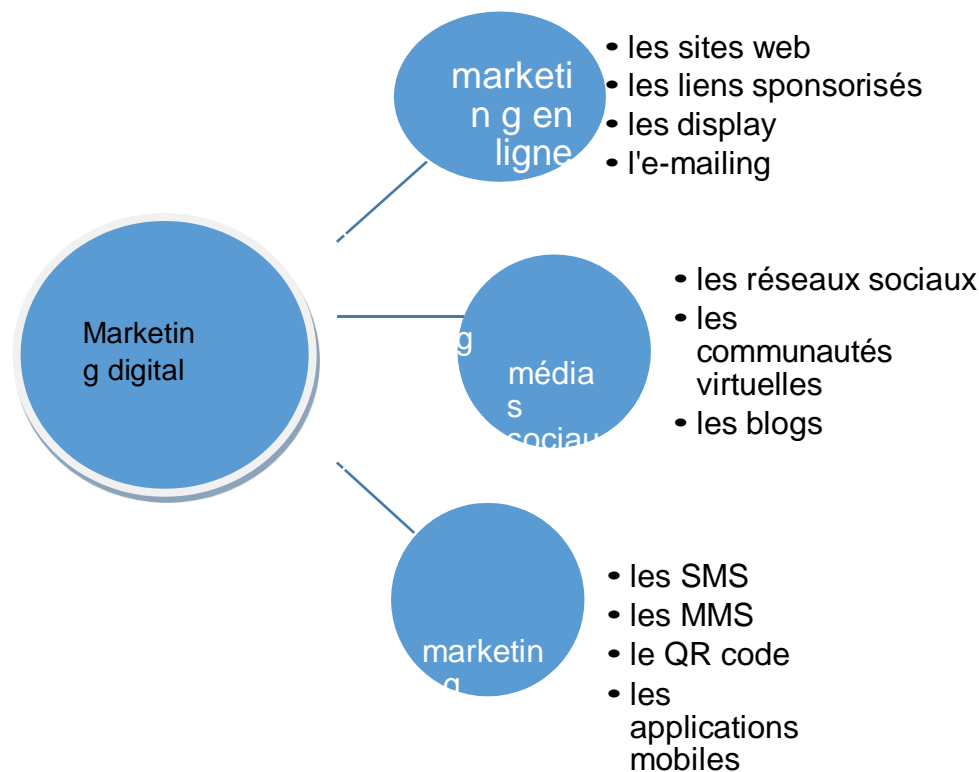 Marketin
g digital
marketi
n g en
ligne
• les sites web
• les liens sponsorisés
• les display
• l'e-mailing
g
média
s
sociau
• les réseaux sociaux
• les
communautés
virtuelles
• les blogs
marketin
g
• les SMS
• les MMS
• le QR code
• les
applications
mobiles